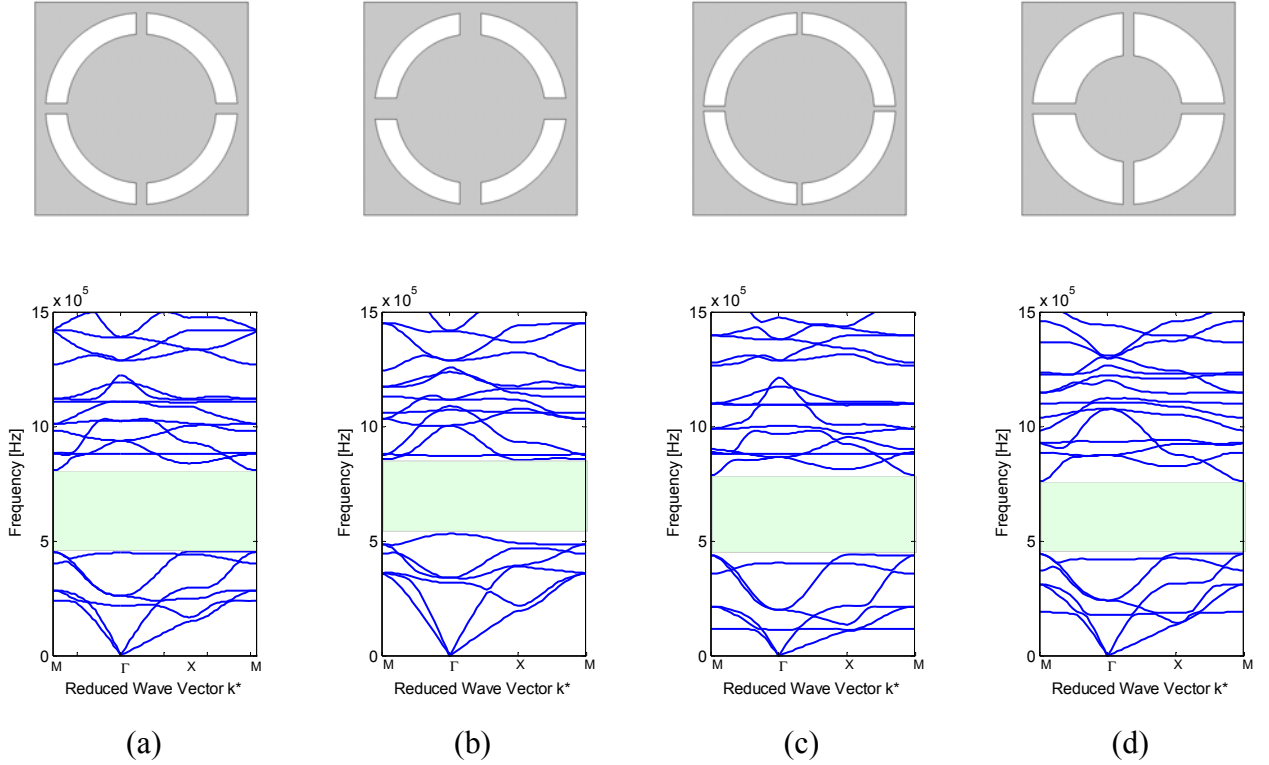 x 10^5 x 10^5 x 10^5 x 10^5
15 15 15 15
10 10 10 10
5 5 5 5
0 0 0 0
Frequency [Hz] Frequency [Hz] Frequency [Hz] Frequency [Hz]
M Γ X M M Γ X M M Γ X M M Γ X M
Reduced Wave Vector k* Reduced Wave Vector k* Reduced Wave Vector k* Reduced Wave Vector k*
(a) (b) (c) (d)